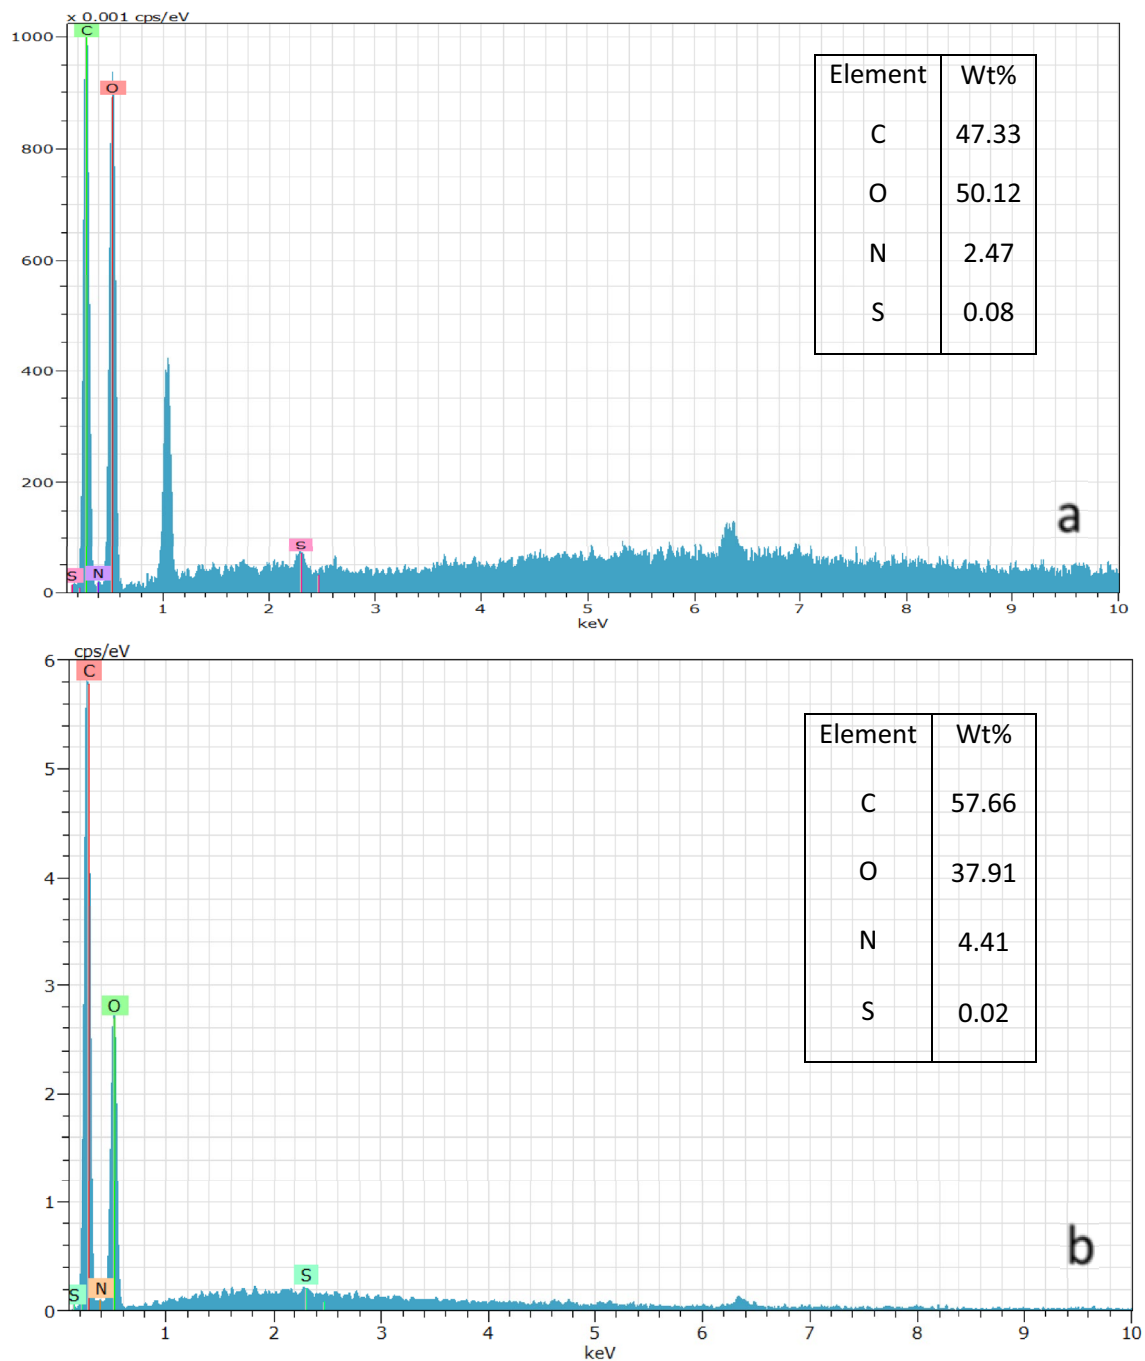 x 0.001 cps/eV
C
1000
O
800
600
400
200
0
S
N
S
1
2
3
4
5
6
7
8
9
10
keV
Element Wt%
C 47.33
O 50.12
N 2.47
S 0.08
a
cps/eV
6
C
5
4
3
O
2
1
0
S
N
S
1
2
3
4
5
6
7
8
9
10
keV
Element Wt%
C 57.66
O 37.91
N 4.41
S 0.02
b